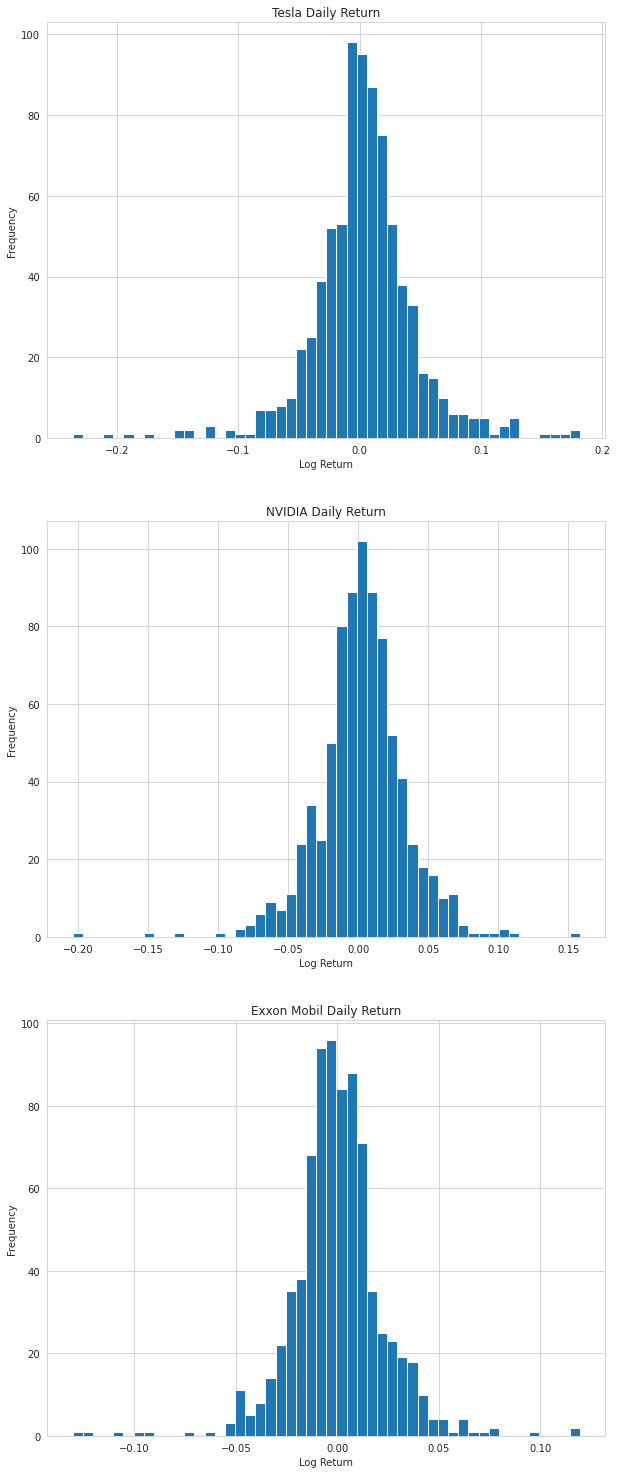 Tesla Daily Return
100
80
60
40
20
0
Frequency
−0.2 −0.1 0.0 0.1 0.2
Log Return
NVIDIA Daily Return
100
80
60
40
20
0
Frequency
−0.20 −0.15 −0.10 −0.05 0.00 0.05 0.10 0.15
Log Return
Exxon Mobil Daily Return
100
80
60
40
20
0
Frequency
−0.10 −0.05 0.00 0.05 0.10
Log Return